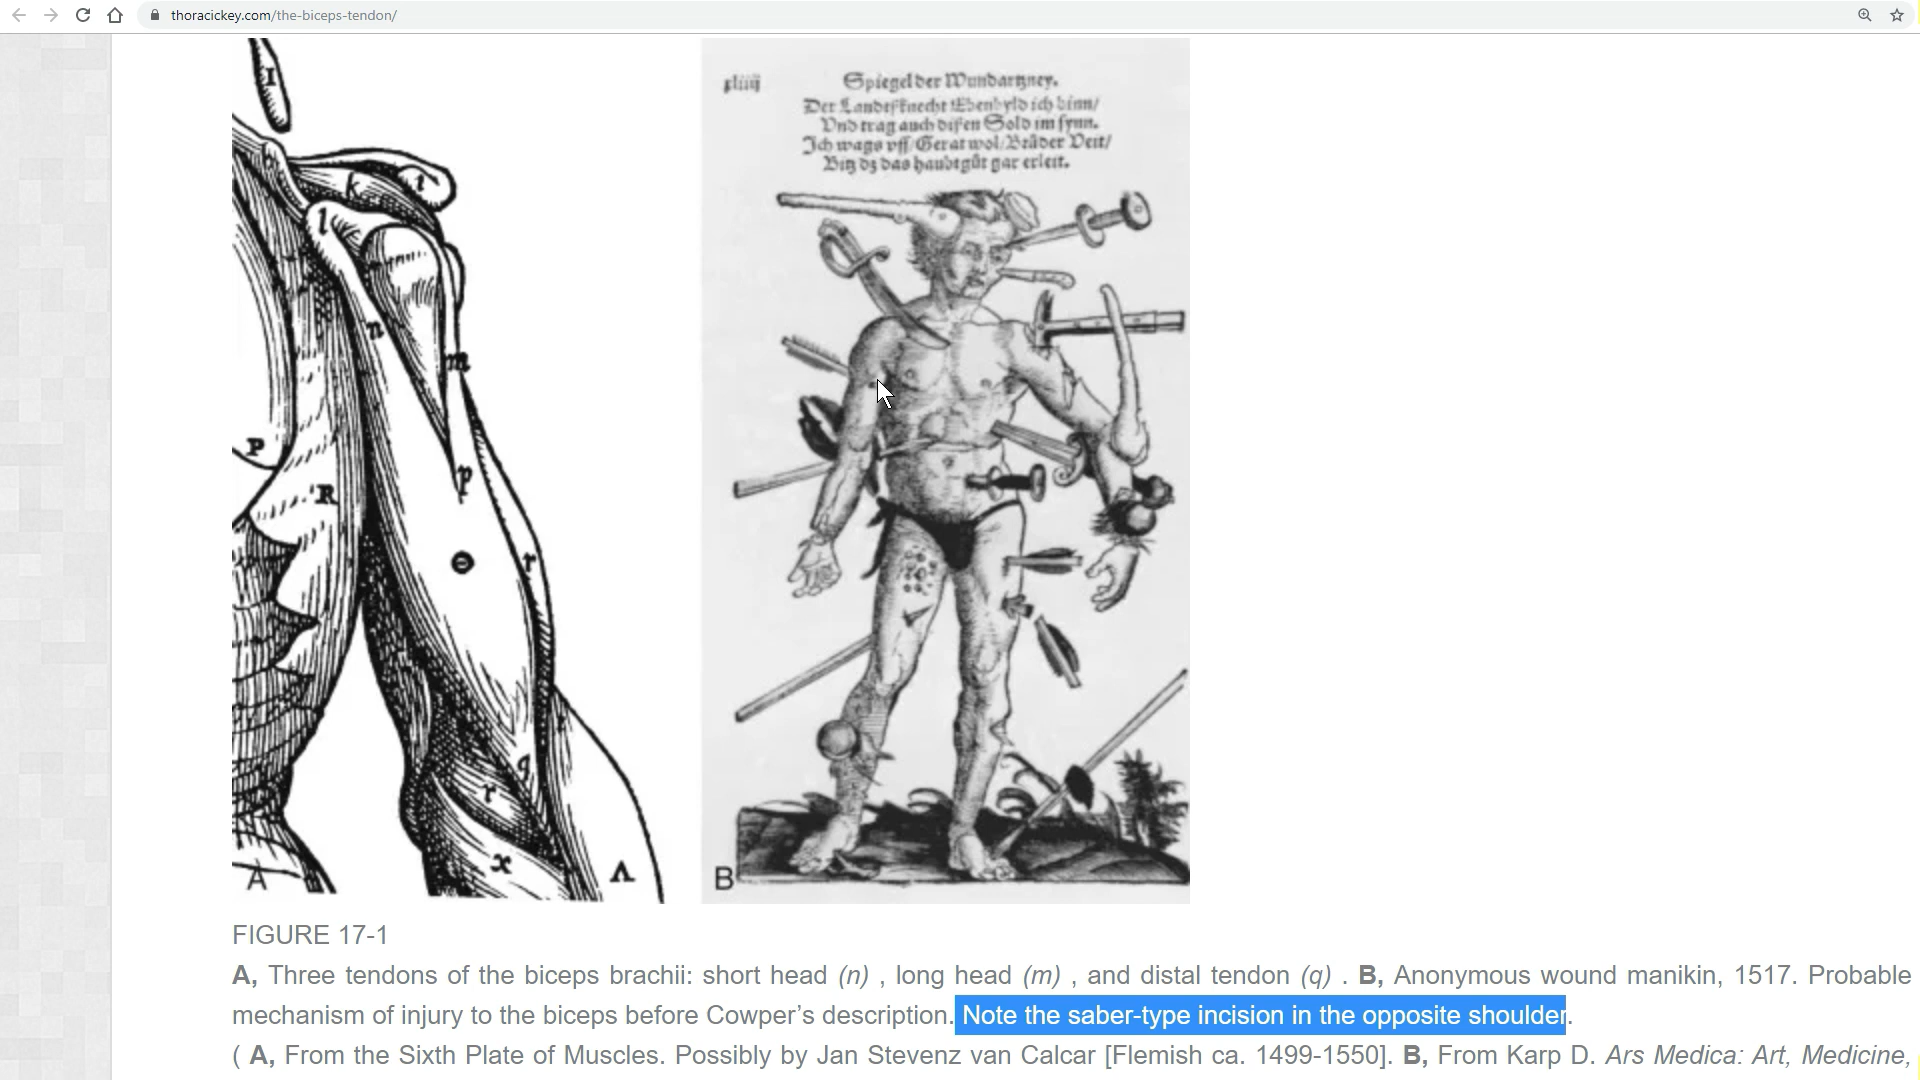 thoracickey.com/the-biceps-tendon/
I
k
t
l
n
m
P
R
p
Θ
r
q
r
x
Λ
A
xliiij
Spiegel der Wundartzney.
Der Landtsknecht Ebenbyld ich binn/
Vnd trag auch disen Sold im synn.
Ich wags vff/Gerat wol/Brůder Veit/
Bitz dz das haubtgůt gar erleit.
B
FIGURE 17-1
A, Three tendons of the biceps brachii: short head (n) , long head (m) , and distal tendon (q) . B, Anonymous wound manikin, 1517. Probable
mechanism of injury to the biceps before Cowper’s description. Note the saber-type incision in the opposite shoulder.
( A, From the Sixth Plate of Muscles. Possibly by Jan Stevenz van Calcar [Flemish ca. 1499-1550]. B, From Karp D. Ars Medica: Art, Medicine,